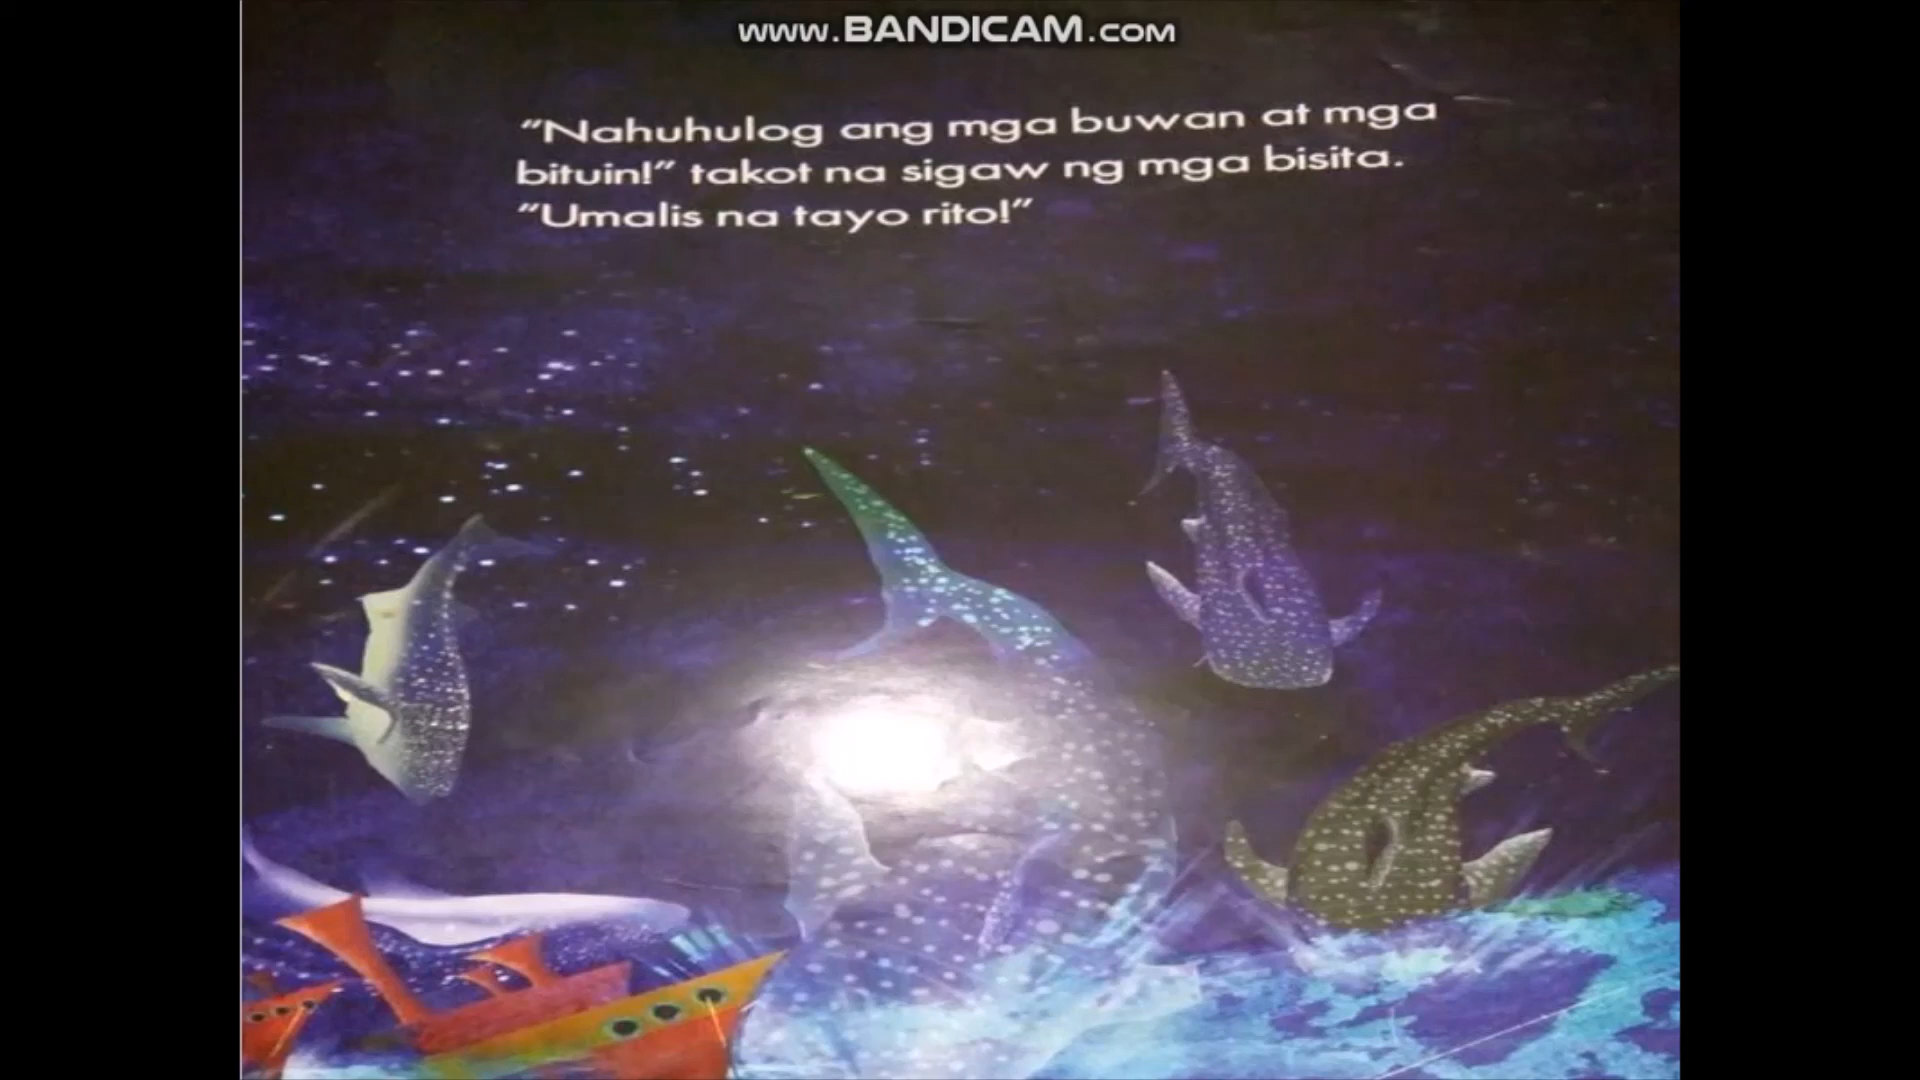 www.BANDICAM.com
“Nahuhulog ang mga buwan at mga
bituin!” takot na sigaw ng mga bisita.
“Umalis na tayo rito!”